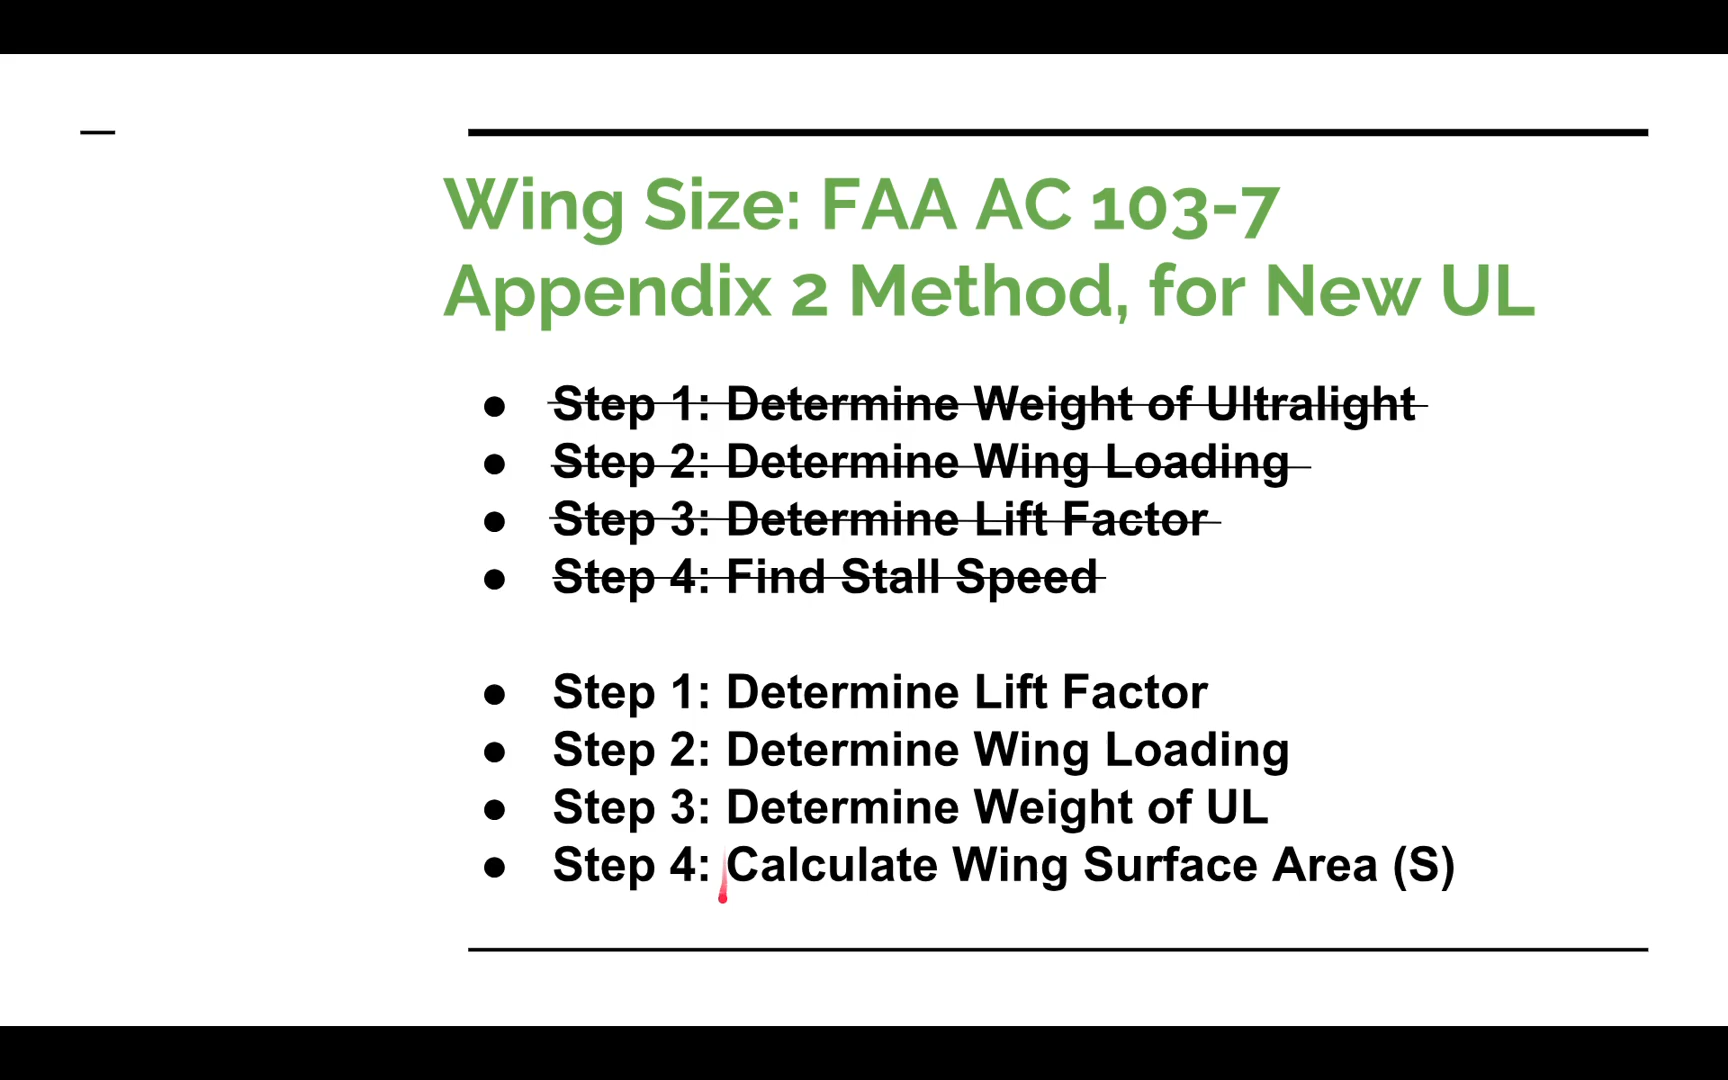 Wing Size: FAA AC 103-7
Appendix 2 Method, for New UL
● Step 1: Determine Weight of Ultralight
● Step 2: Determine Wing Loading
● Step 3: Determine Lift Factor
● Step 4: Find Stall Speed
● Step 1: Determine Lift Factor
● Step 2: Determine Wing Loading
● Step 3: Determine Weight of UL
● Step 4: Calculate Wing Surface Area (S)